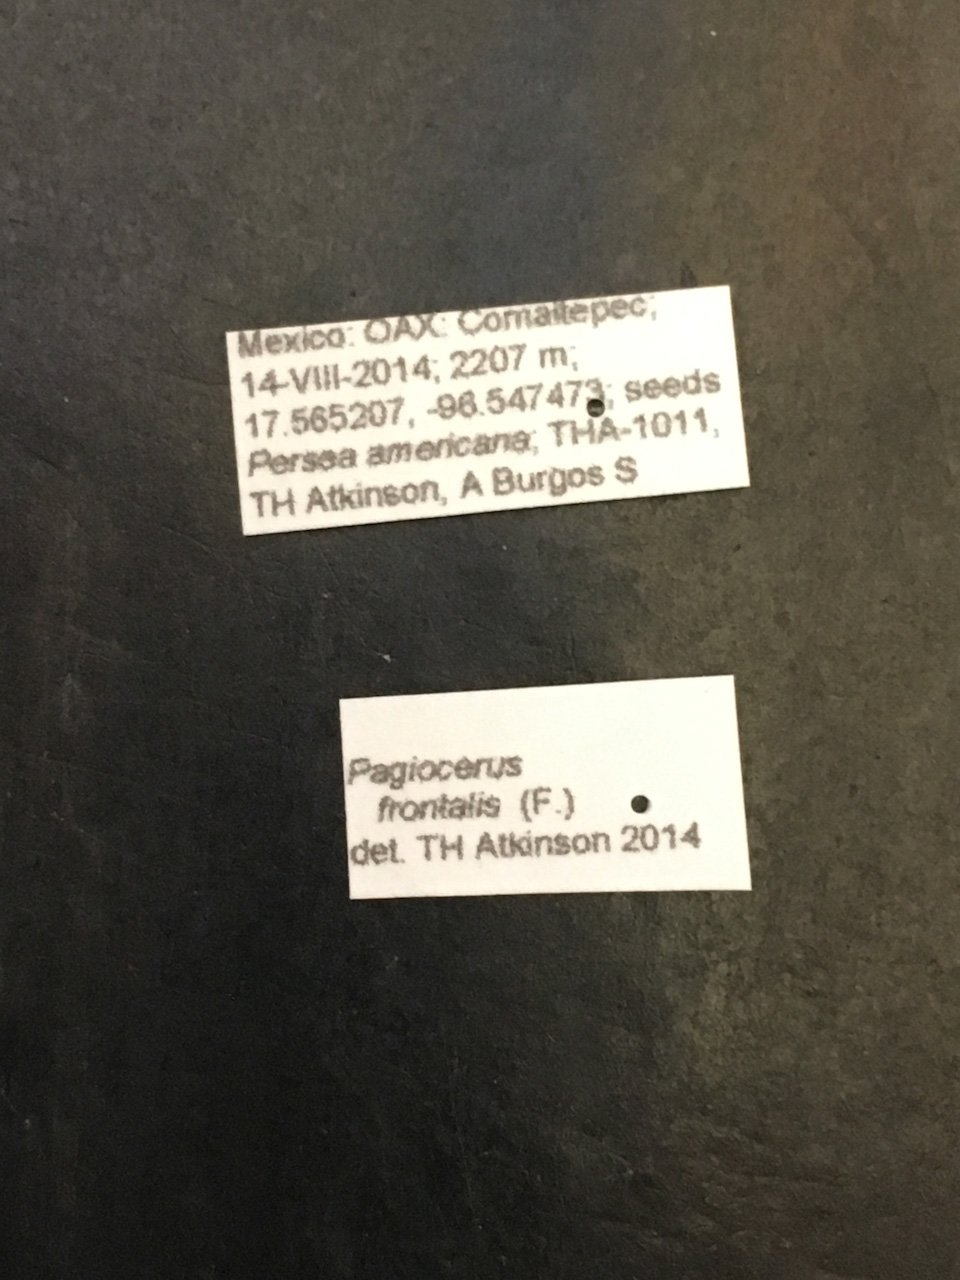 Mexico: OAX: Comaltepec;
14-VIII-2014; 2207 m;
17.565207, -96.547473; seeds
Persea americana; THA-1011,
TH Atkinson, A Burgos S
Pagiocerus
frontalis (F.)
det. TH Atkinson 2014